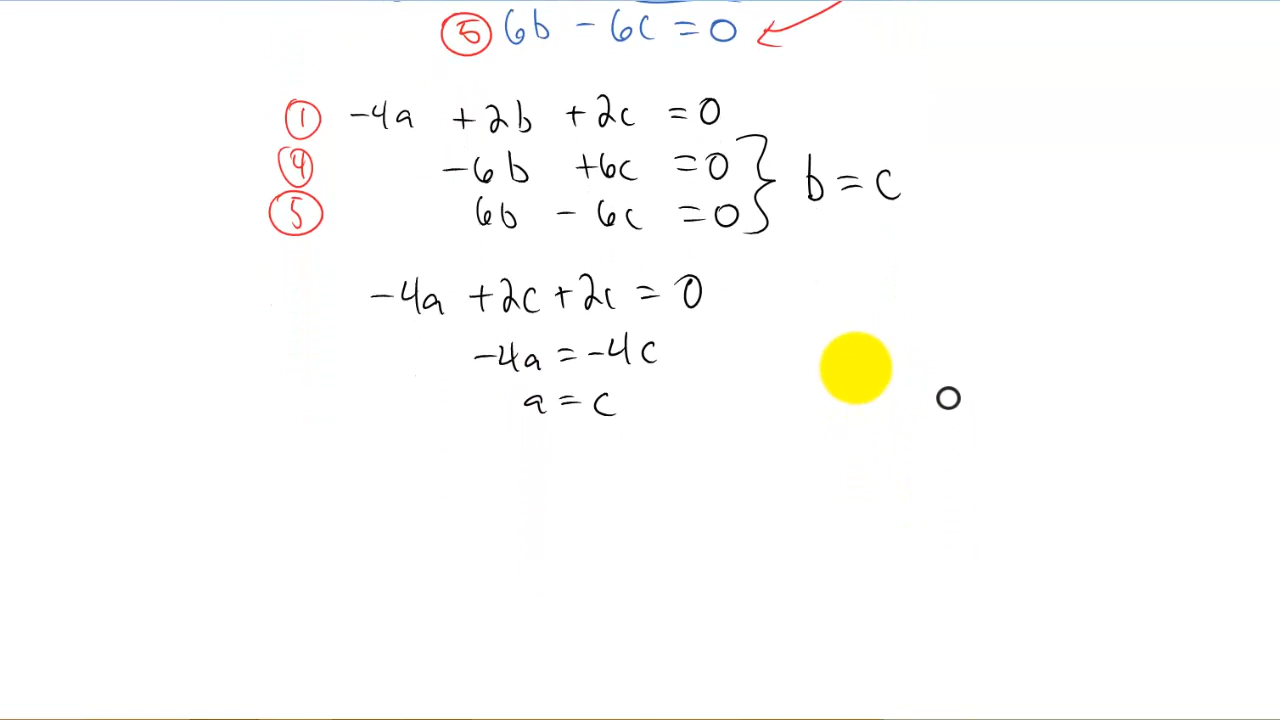 ⑤ 6b - 6c = 0
① -4a + 2b + 2c = 0
④ -6b + 6c = 0
⑤ 6b - 6c = 0
} b = c
-4a + 2c + 2c = 0
-4a = -4c
a = c